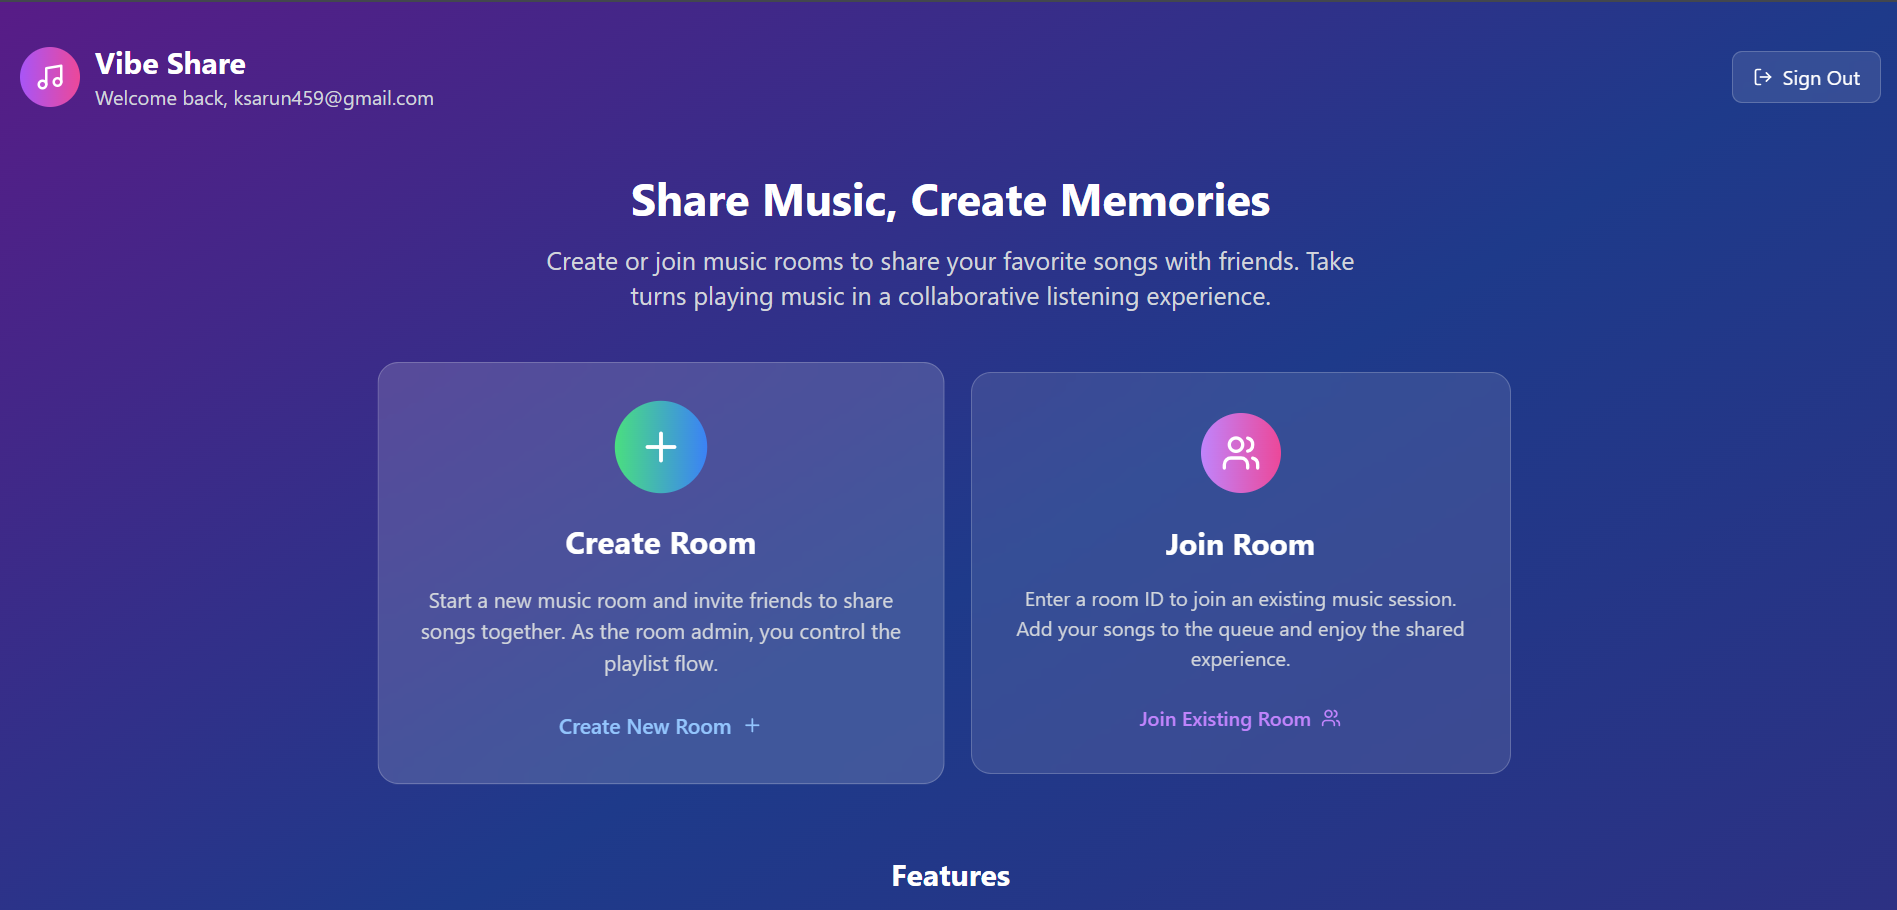 Vibe Share
Welcome back, ksarun459@gmail.com
Sign Out
Share Music, Create Memories
Create or join music rooms to share your favorite songs with friends. Take
turns playing music in a collaborative listening experience.
Create Room
Start a new music room and invite friends to share
songs together. As the room admin, you control the
playlist flow.
Create New Room
Join Room
Enter a room ID to join an existing music session.
Add your songs to the queue and enjoy the shared
experience.
Join Existing Room
Features